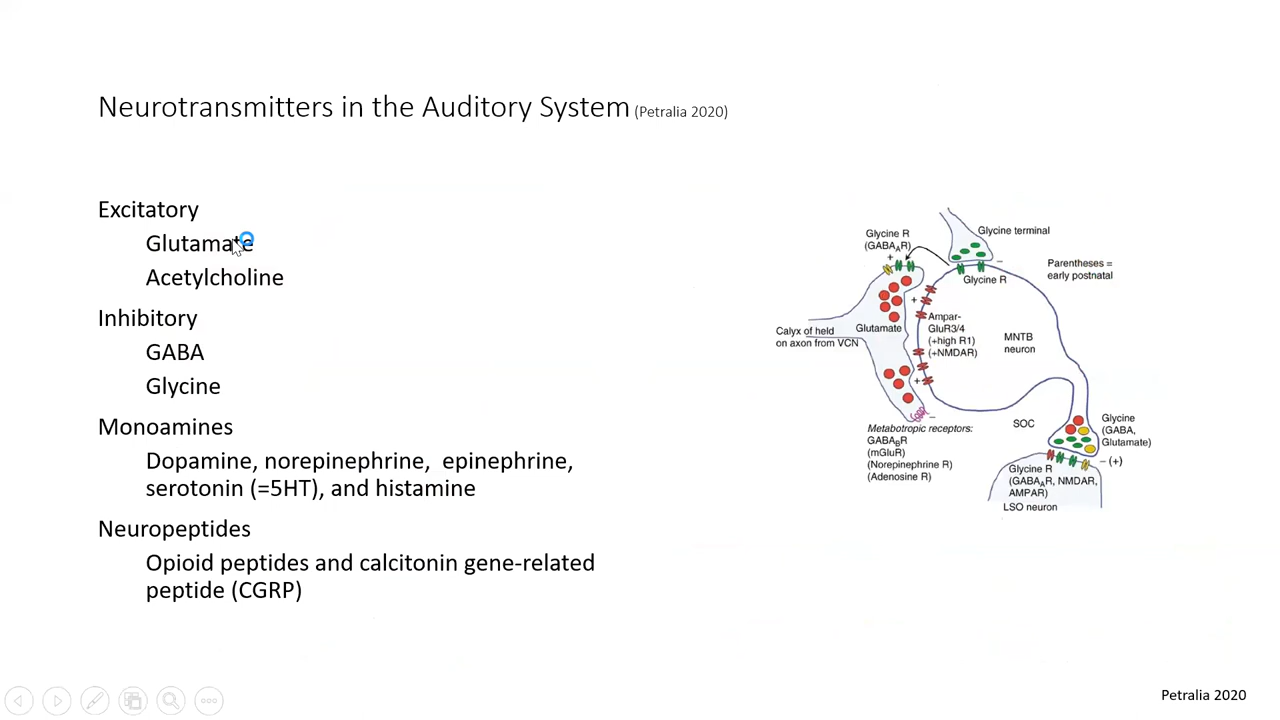 Neurotransmitters in the Auditory System (Petralia 2020)
Excitatory
Glutamate
Acetylcholine
Inhibitory
GABA
Glycine
Monoamines
Dopamine, norepinephrine, epinephrine,
serotonin (=5HT), and histamine
Neuropeptides
Opioid peptides and calcitonin gene-related
peptide (CGRP)
Glycine R
(GABAAR)
+
Glycine terminal
–
Glycine R
Parentheses =
early postnatal
Calyx of held
on axon from VCN
Glutamate
+
Ampar-
GluR3/4
(+high R1)
(+NMDAR)
+
MNTB
neuron
–
Metabotropic receptors:
GABABR
(mGluR)
(Norepinephrine R)
(Adenosine R)
SOC
Glycine
(GABA,
Glutamate)
– (+)
Glycine R
(GABAAR, NMDAR,
AMPAR)
LSO neuron
Petralia 2020